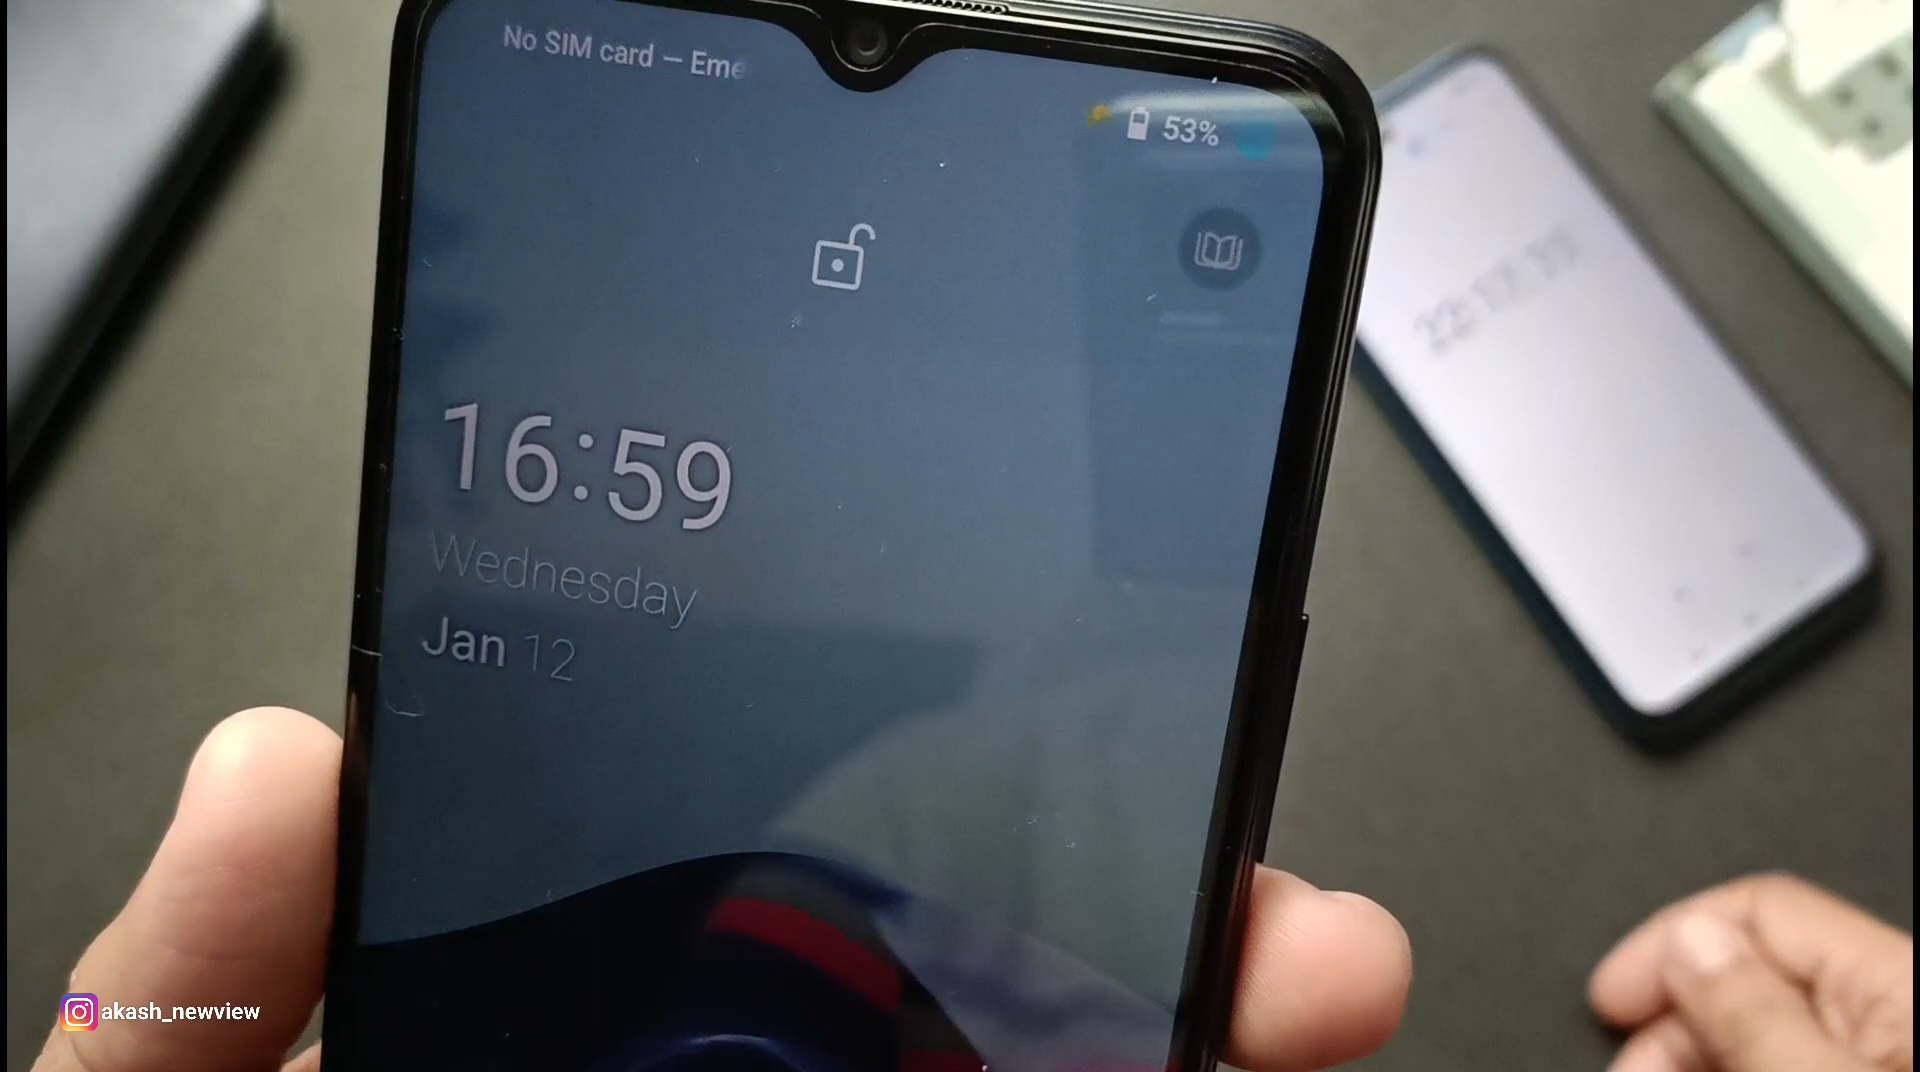 No SIM card — Eme
53%
16:59
Wednesday
Jan 12
akash_newview